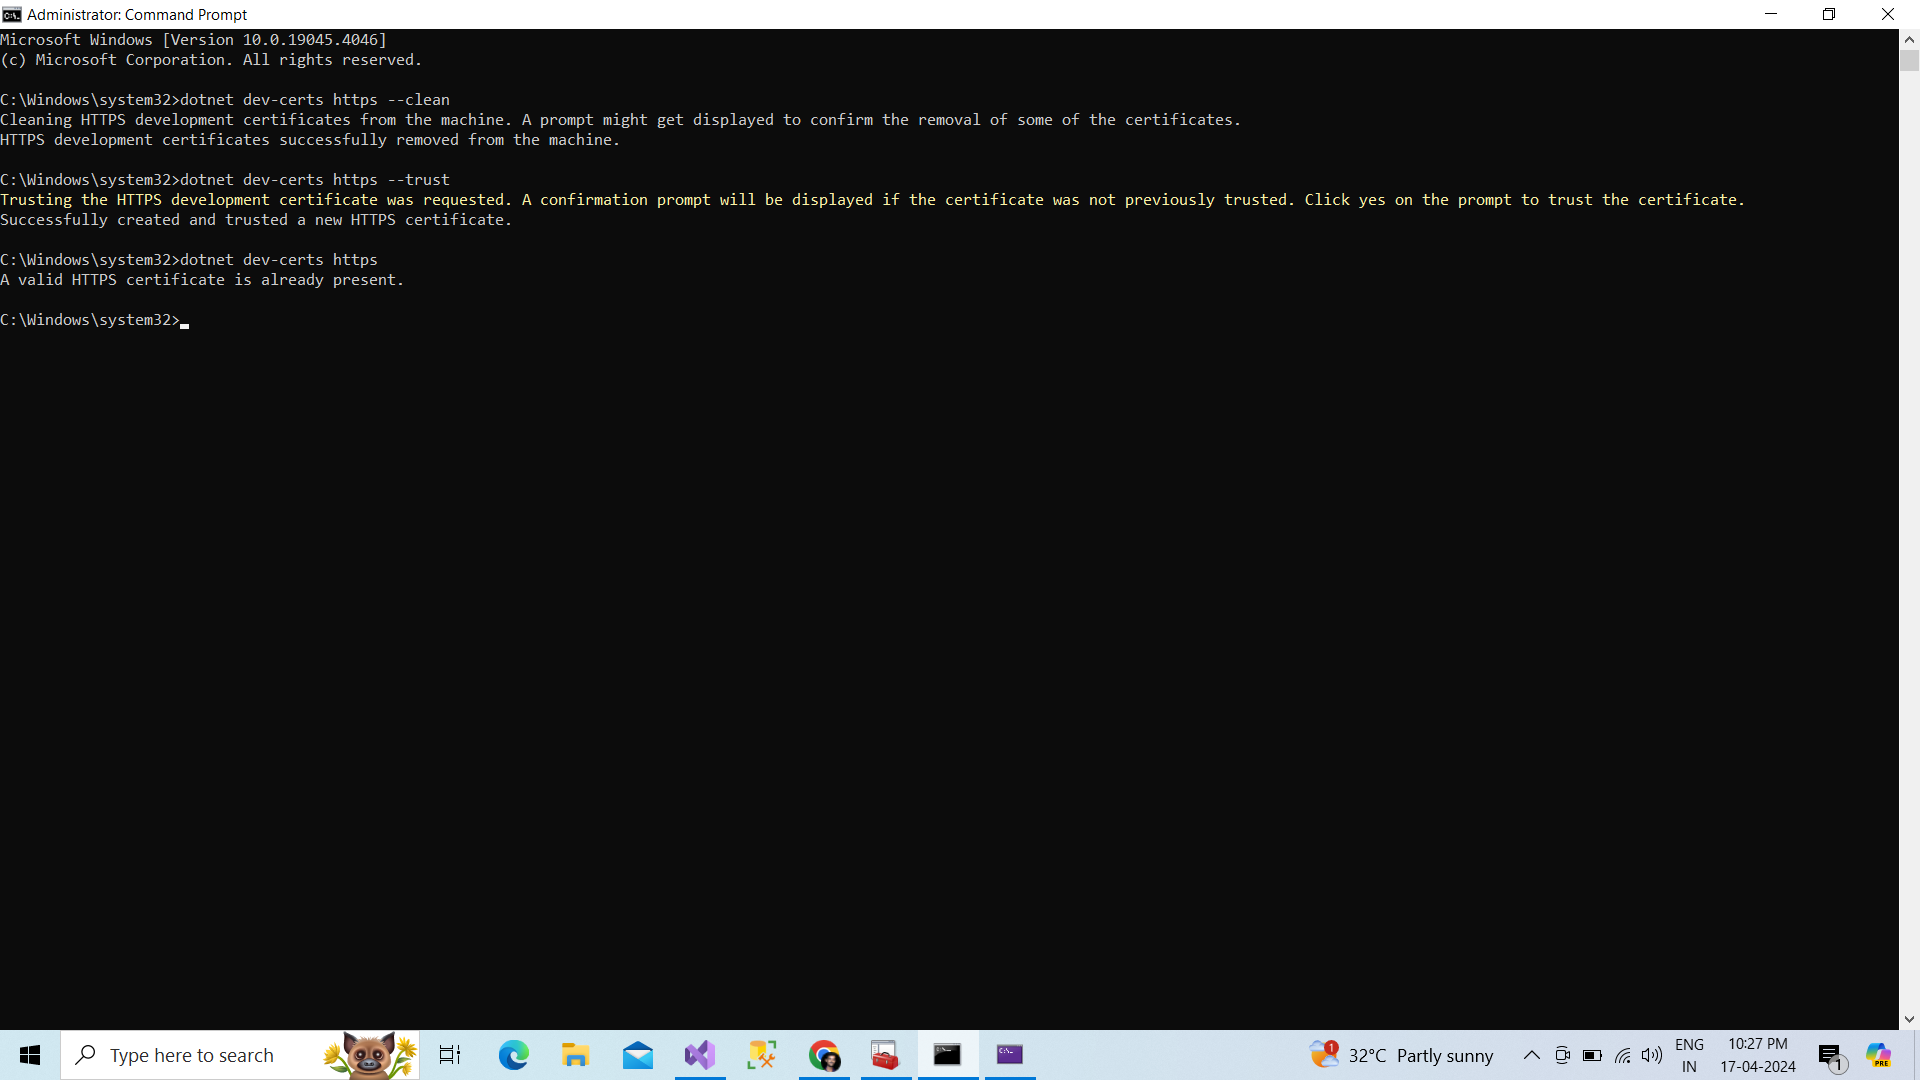 Administrator: Command Prompt
Microsoft Windows [Version 10.0.19045.4046]
(c) Microsoft Corporation. All rights reserved.
C:\Windows\system32>dotnet dev-certs https --clean
Cleaning HTTPS development certificates from the machine. A prompt might get displayed to confirm the removal of some of the certificates.
HTTPS development certificates successfully removed from the machine.
C:\Windows\system32>dotnet dev-certs https --trust
Trusting the HTTPS development certificate was requested. A confirmation prompt will be displayed if the certificate was not previously trusted. Click yes on the prompt to trust the certificate.
Successfully created and trusted a new HTTPS certificate.
C:\Windows\system32>dotnet dev-certs https
A valid HTTPS certificate is already present.
C:\Windows\system32>
Type here to search
1
32°C Partly sunny
ENG
IN
10:27 PM
17-04-2024
1
PRE